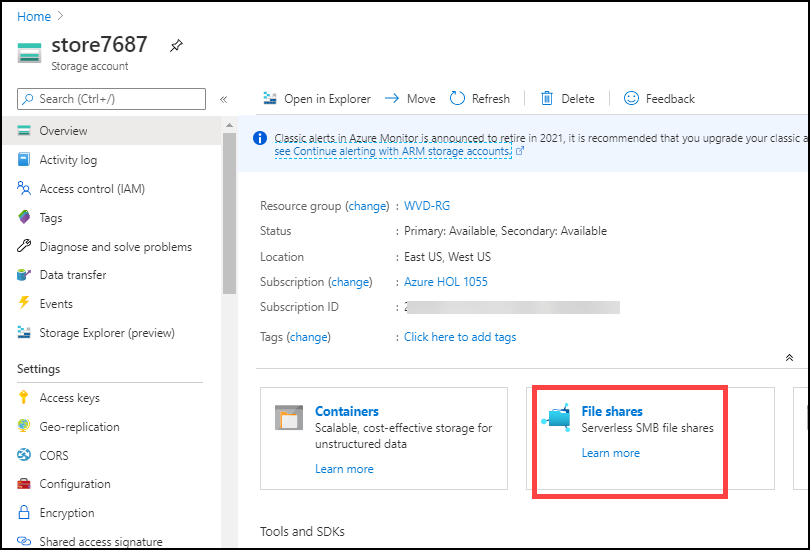 Home >
store7687
Storage account
Search (Ctrl+/)
«
Open in Explorer
Move
Refresh
Delete
Feedback
Overview
Activity log
Access control (IAM)
Tags
Diagnose and solve problems
Data transfer
Events
Storage Explorer (preview)
Settings
Access keys
Geo-replication
CORS
Configuration
Encryption
Shared access signature
Classic alerts in Azure Monitor is announced to retire in 2021, it is recommended that you upgrade your classic a
see Continue alerting with ARM storage accounts.
Resource group (change) : WVD-RG
Status : Primary: Available, Secondary: Available
Location : East US, West US
Subscription (change) : Azure HOL 1055
Subscription ID :
Tags (change) : Click here to add tags
Containers
Scalable, cost-effective storage for
unstructured data
Learn more
File shares
Serverless SMB file shares
Learn more
Tools and SDKs